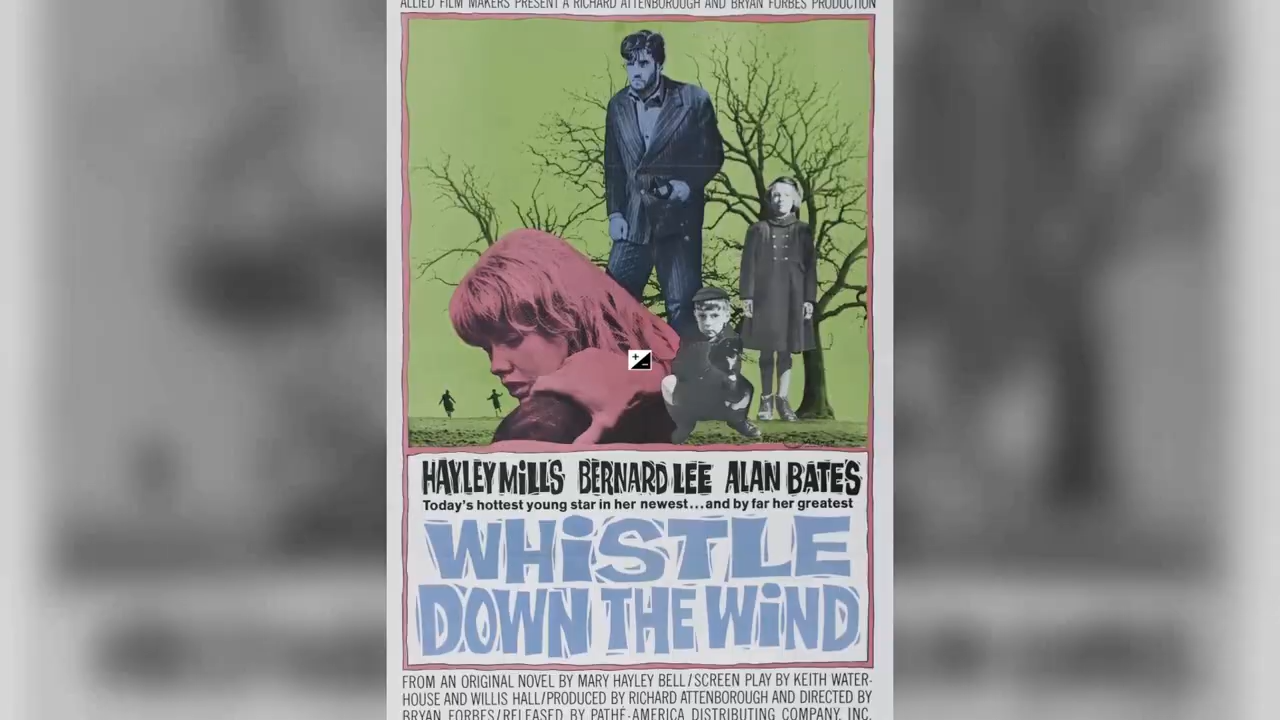 ALLIED FILM MAKERS PRESENT A RICHARD ATTENBOROUGH AND BRYAN FORBES PRODUCTION
HAYLEY MILLS BERNARD LEE ALAN BATES
Today's hottest young star in her newest...and by far her greatest
WHISTLE
DOWN THE WIND
FROM AN ORIGINAL NOVEL BY MARY HAYLEY BELL/SCREEN PLAY BY KEITH WATER-
HOUSE AND WILLIS HALL/PRODUCED BY RICHARD ATTENBOROUGH AND DIRECTED BY
BRYAN FORBES/RELEASED BY PATHÉ-AMERICA DISTRIBUTING COMPANY, INC.